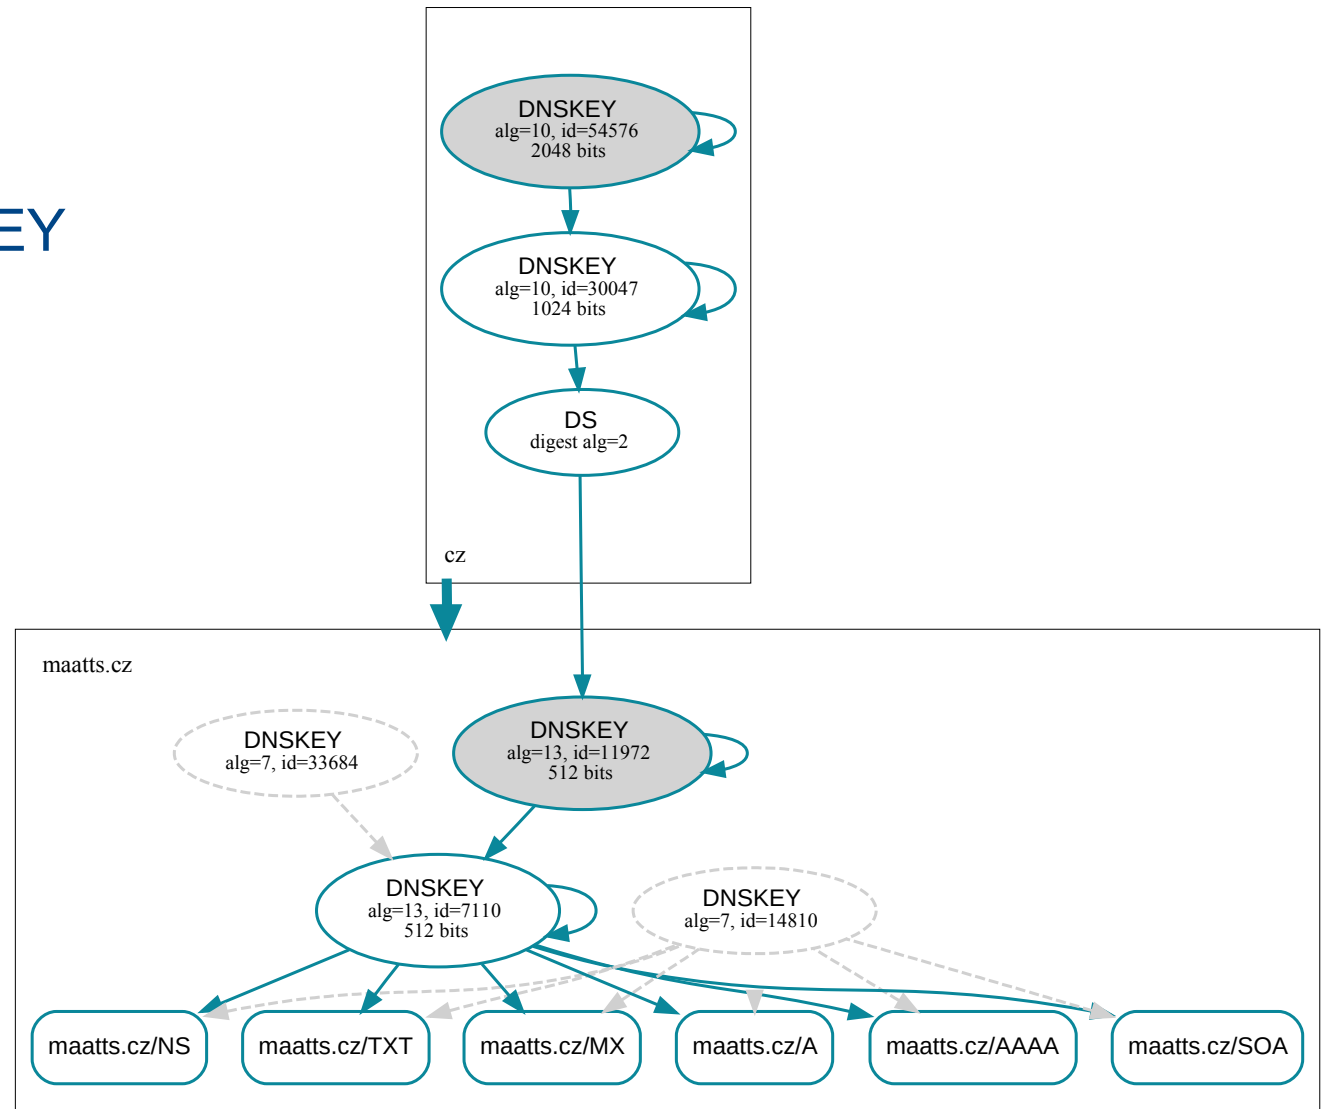 DNSKEY
alg=10, id=54576
2048 bits
EY
DNSKEY
alg=10, id=30047
1024 bits
DS
digest alg=2
cz
maatts.cz
DNSKEY
alg=7, id=33684
DNSKEY
alg=13, id=11972
512 bits
DNSKEY
alg=13, id=7110
512 bits
DNSKEY
alg=7, id=14810
maatts.cz/NS
maatts.cz/TXT
maatts.cz/MX
maatts.cz/A
maatts.cz/AAAA
maatts.cz/SOA